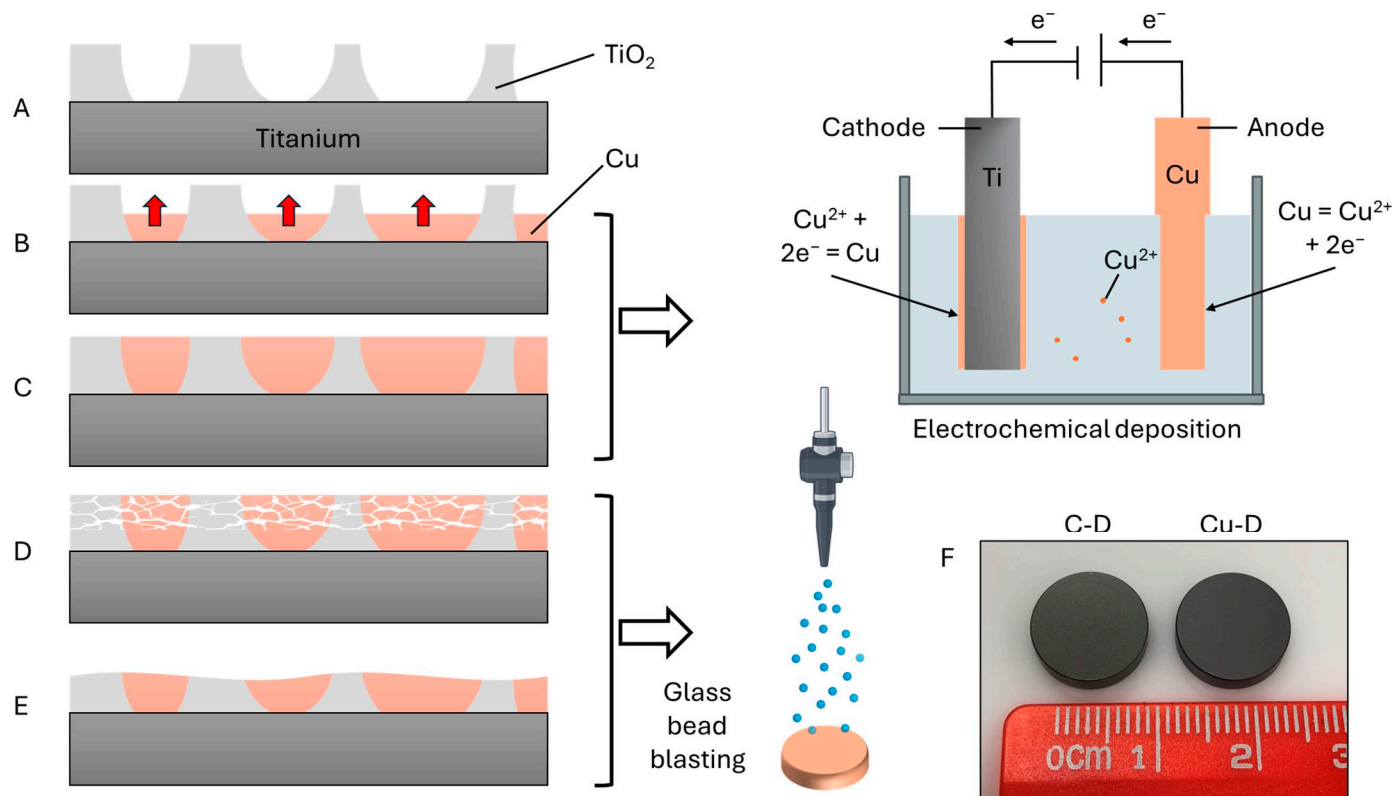 A
TiO₂
Titanium
Cu
B
C
D
E
e⁻
e⁻
Cathode
Anode
Ti
Cu
Cu²⁺ +
2e⁻ = Cu
Cu²⁺
Cu = Cu²⁺
+ 2e⁻
Electrochemical deposition
Glass
bead
blasting
F
C-D
Cu-D
0cm 1 2 3